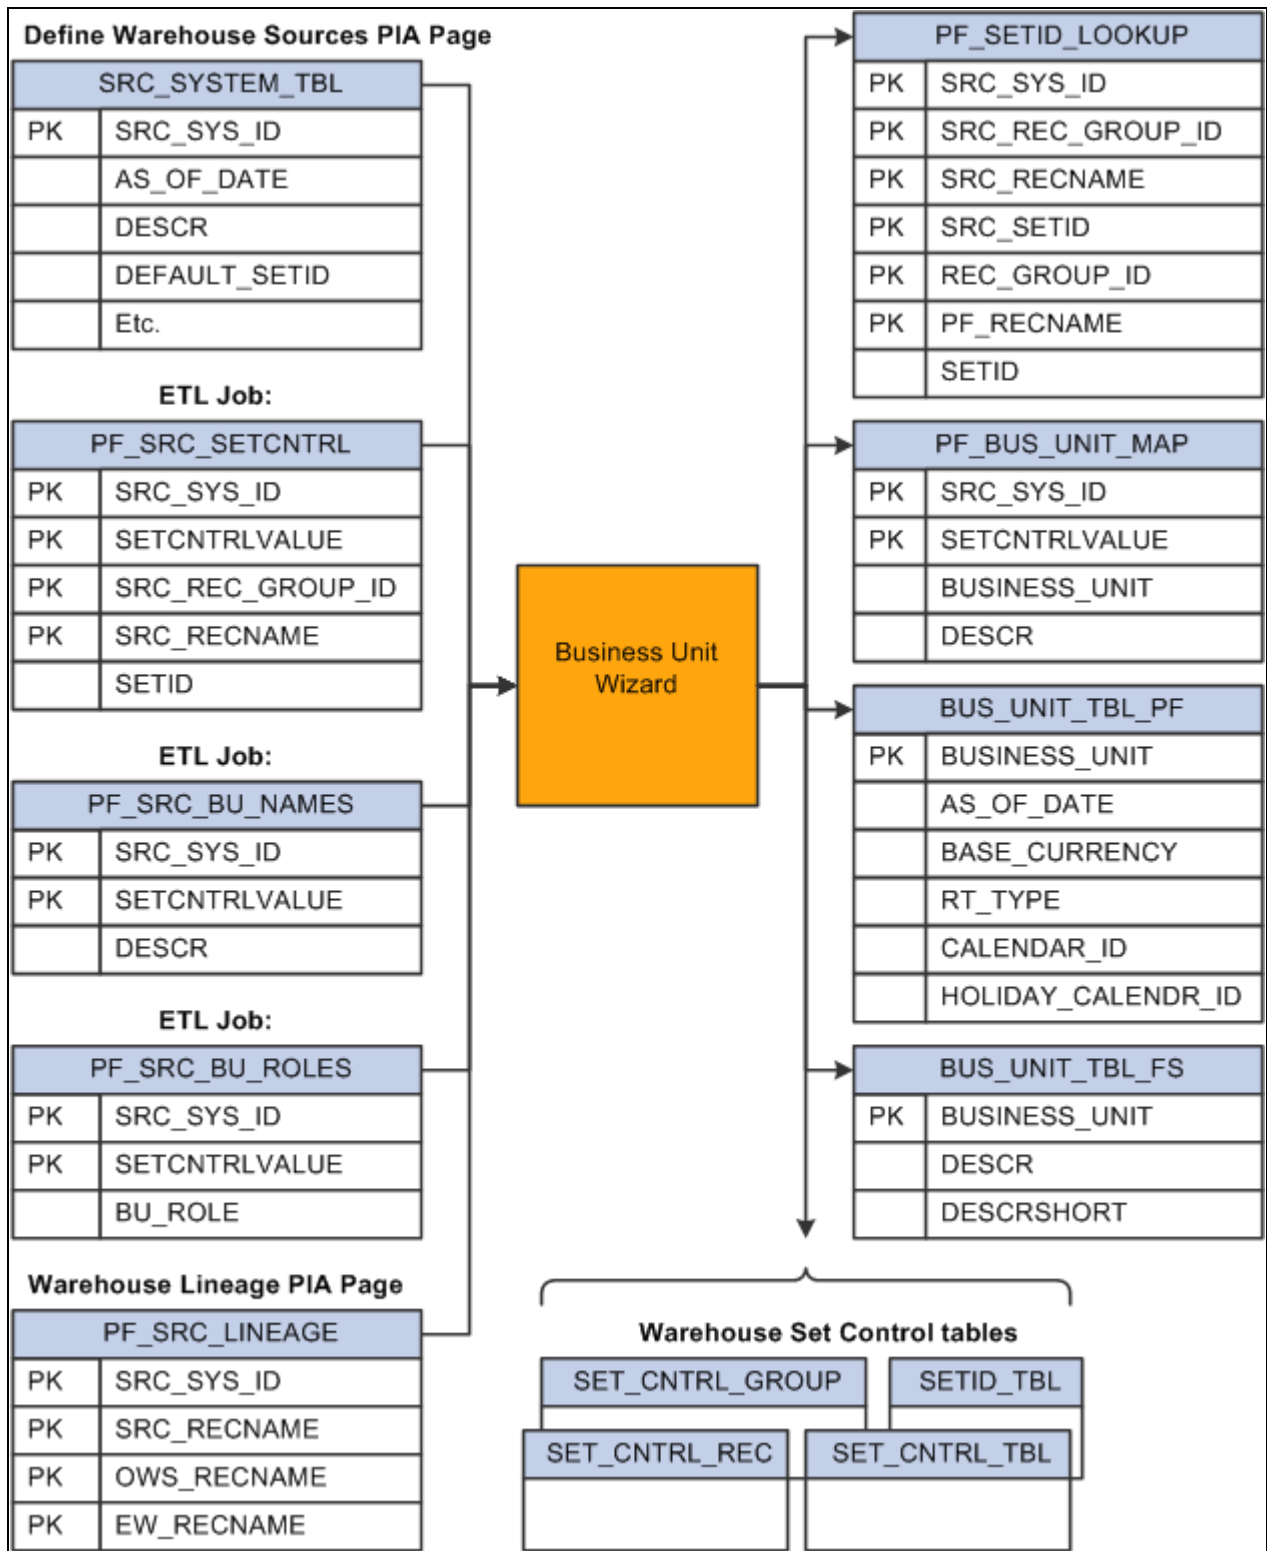 Define Warehouse Sources PIA Page
SRC_SYSTEM_TBL
PK SRC_SYS_ID
AS_OF_DATE
DESCR
DEFAULT_SETID
Etc.
ETL Job:
PF_SRC_SETCNTRL
PK SRC_SYS_ID
PK SETCNTRLVALUE
PK SRC_REC_GROUP_ID
PK SRC_RECNAME
SETID
ETL Job:
PF_SRC_BU_NAMES
PK SRC_SYS_ID
PK SETCNTRLVALUE
DESCR
ETL Job:
PF_SRC_BU_ROLES
PK SRC_SYS_ID
PK SETCNTRLVALUE
BU_ROLE
Warehouse Lineage PIA Page
PF_SRC_LINEAGE
PK SRC_SYS_ID
PK SRC_RECNAME
PK OWS_RECNAME
PK EW_RECNAME
Business Unit
Wizard
PF_SETID_LOOKUP
PK SRC_SYS_ID
PK SRC_REC_GROUP_ID
PK SRC_RECNAME
PK SRC_SETID
PK REC_GROUP_ID
PK PF_RECNAME
SETID
PF_BUS_UNIT_MAP
PK SRC_SYS_ID
PK SETCNTRLVALUE
BUSINESS_UNIT
DESCR
BUS_UNIT_TBL_PF
PK BUSINESS_UNIT
AS_OF_DATE
BASE_CURRENCY
RT_TYPE
CALENDAR_ID
HOLIDAY_CALENDR_ID
BUS_UNIT_TBL_FS
PK BUSINESS_UNIT
DESCR
DESCRSHORT
Warehouse Set Control tables
SET_CNTRL_GROUP
SETID_TBL
SET_CNTRL_REC
SET_CNTRL_TBL